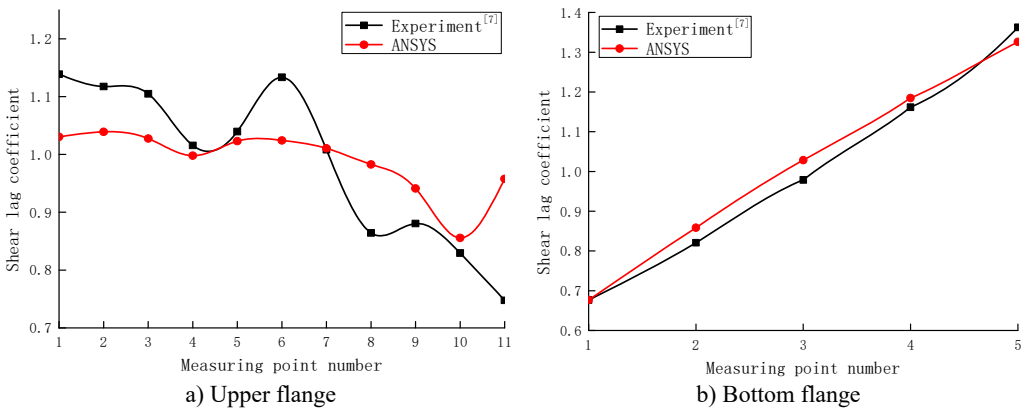 Experiment[7]
ANSYS
Shear lag coefficient
1.2
1.1
1.0
0.9
0.8
0.7
1 2 3 4 5 6 7 8 9 10 11
Measuring point number
a) Upper flange
Experiment[7]
ANSYS
Shear lag coefficient
1.4
1.3
1.2
1.1
1.0
0.9
0.8
0.7
0.6
1 2 3 4 5
Measuring point number
b) Bottom flange